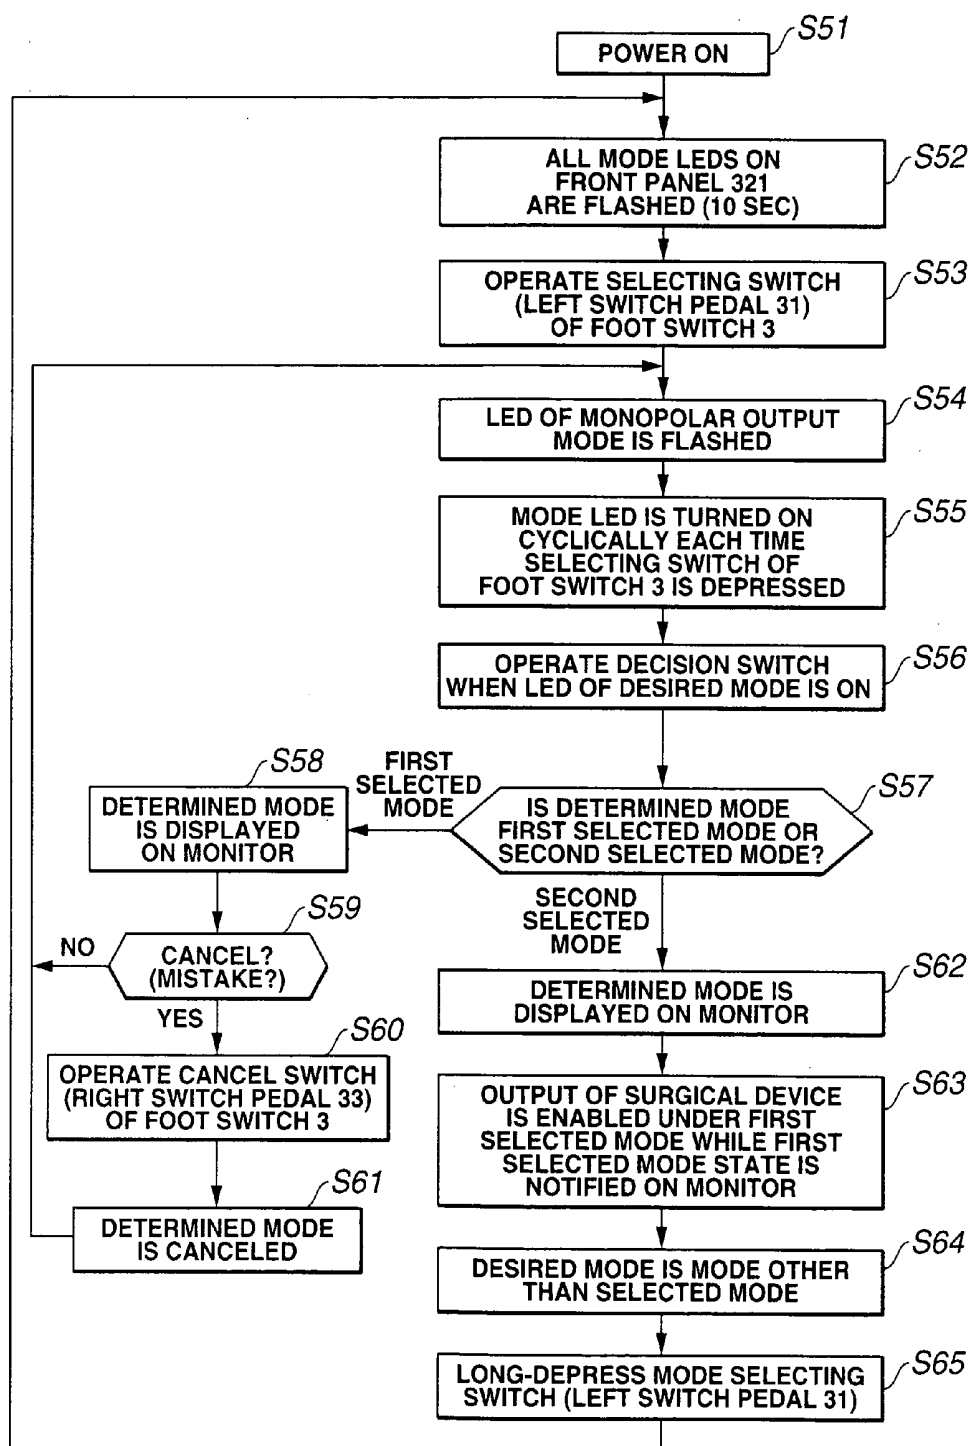 S51
POWER ON
S52
ALL MODE LEDS ON
FRONT PANEL 321
ARE FLASHED (10 SEC)
S53
OPERATE SELECTING SWITCH
(LEFT SWITCH PEDAL 31)
OF FOOT SWITCH 3
S54
LED OF MONOPOLAR OUTPUT
MODE IS FLASHED
S55
MODE LED IS TURNED ON
CYCLICALLY EACH TIME
SELECTING SWITCH OF
FOOT SWITCH 3 IS DEPRESSED
S56
OPERATE DECISION SWITCH
WHEN LED OF DESIRED MODE IS ON
S57
IS DETERMINED MODE
FIRST SELECTED MODE OR
SECOND SELECTED MODE?
FIRST
SELECTED
MODE
S58
DETERMINED MODE
IS DISPLAYED
ON MONITOR
S59
CANCEL?
(MISTAKE?)
NO
YES
S60
OPERATE CANCEL SWITCH
(RIGHT SWITCH PEDAL 33)
OF FOOT SWITCH 3
S61
DETERMINED MODE
IS CANCELED
SECOND
SELECTED
MODE
S62
DETERMINED MODE IS
DISPLAYED ON MONITOR
S63
OUTPUT OF SURGICAL DEVICE
IS ENABLED UNDER FIRST
SELECTED MODE WHILE FIRST
SELECTED MODE STATE IS
NOTIFIED ON MONITOR
S64
DESIRED MODE IS MODE OTHER
THAN SELECTED MODE
S65
LONG-DEPRESS MODE SELECTING
SWITCH (LEFT SWITCH PEDAL 31)